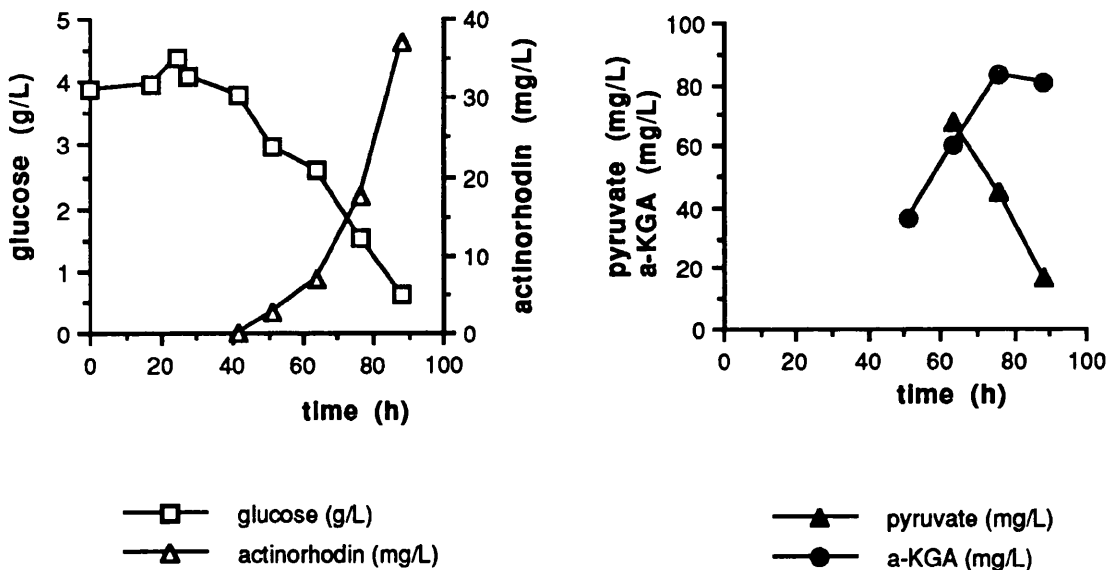 5
4
3
2
1
0
glucose (g/L)
40
30
20
10
0
actinorhodin (mg/L)
0 20 40 60 80 100
time (h)
glucose (g/L)
actinorhodin (mg/L)
100
80
60
40
20
0
pyruvate (mg/L)
a-KGA (mg/L)
0 20 40 60 80 100
time (h)
pyruvate (mg/L)
a-KGA (mg/L)